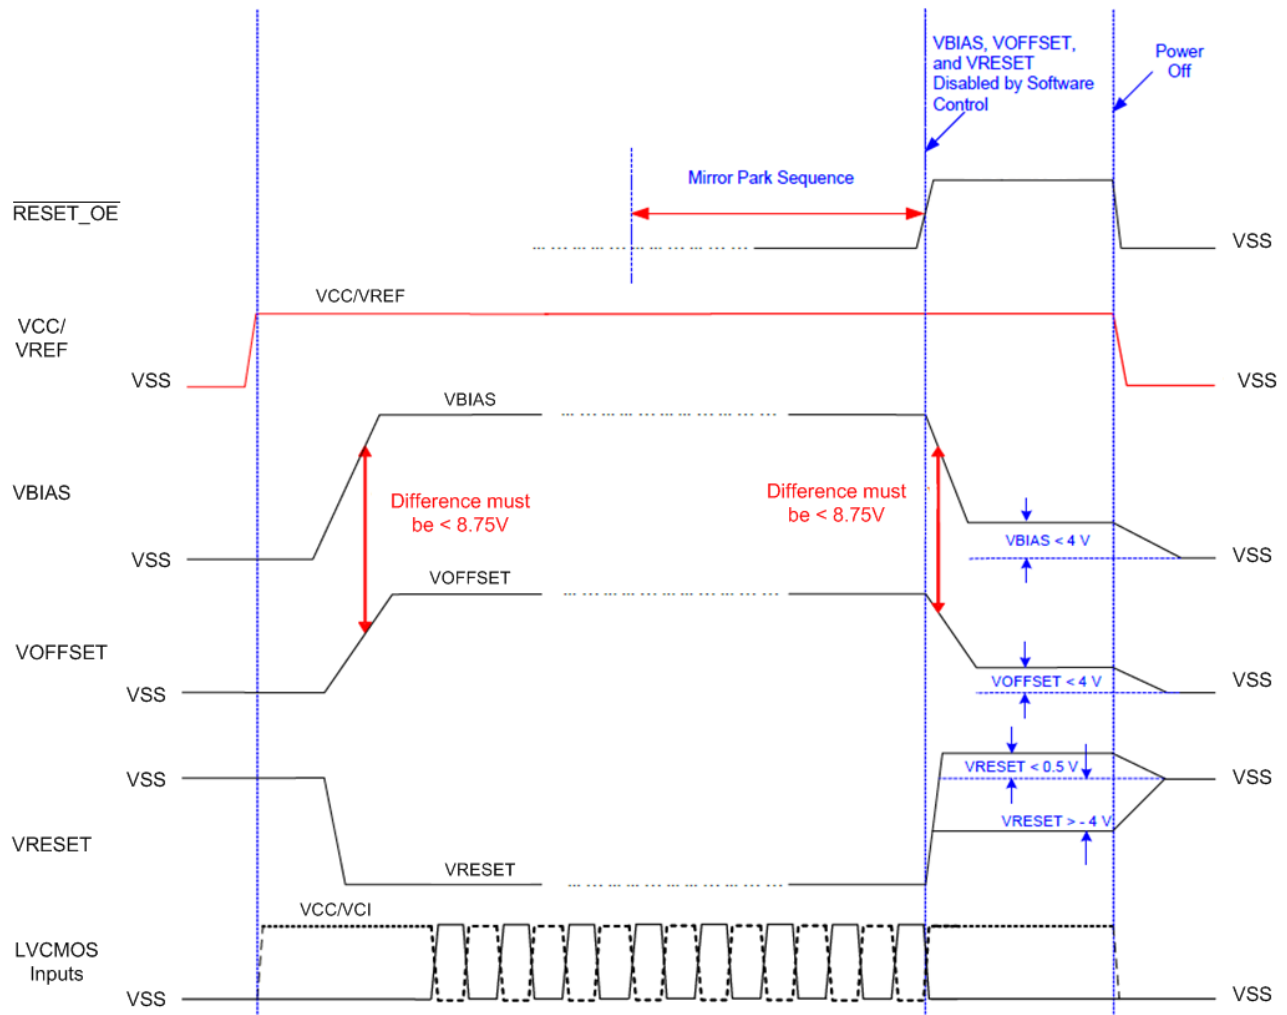 VBIAS, VOFFSET,
and VRESET
Disabled by Software
Control
Power
Off
Mirror Park Sequence
RESET_OE
VSS
VCC/VREF
VCC/
VREF
VSS
VSS
VBIAS
VBIAS
Difference must
be < 8.75V
Difference must
be < 8.75V
VBIAS < 4 V
VSS
VSS
VOFFSET
VOFFSET
VOFFSET < 4 V
VSS
VSS
VSS
VRESET < 0.5 V
VSS
VRESET > - 4 V
VRESET
VRESET
VCC/VCI
LVCMOS
Inputs
VSS
VSS